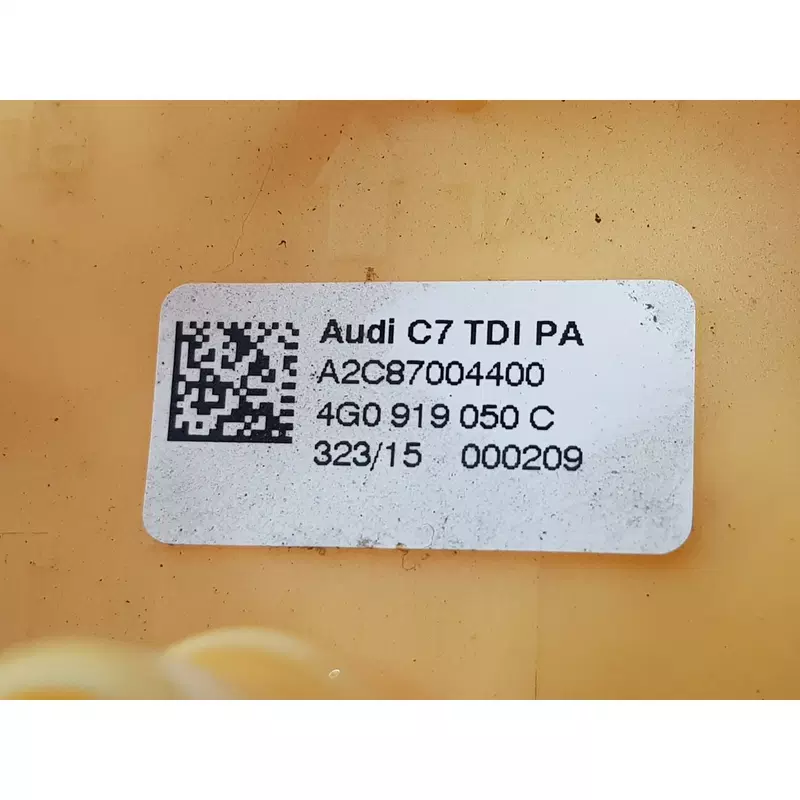 Audi C7 TDI PA
A2C87004400
4G0 919 050 C
323/15 000209